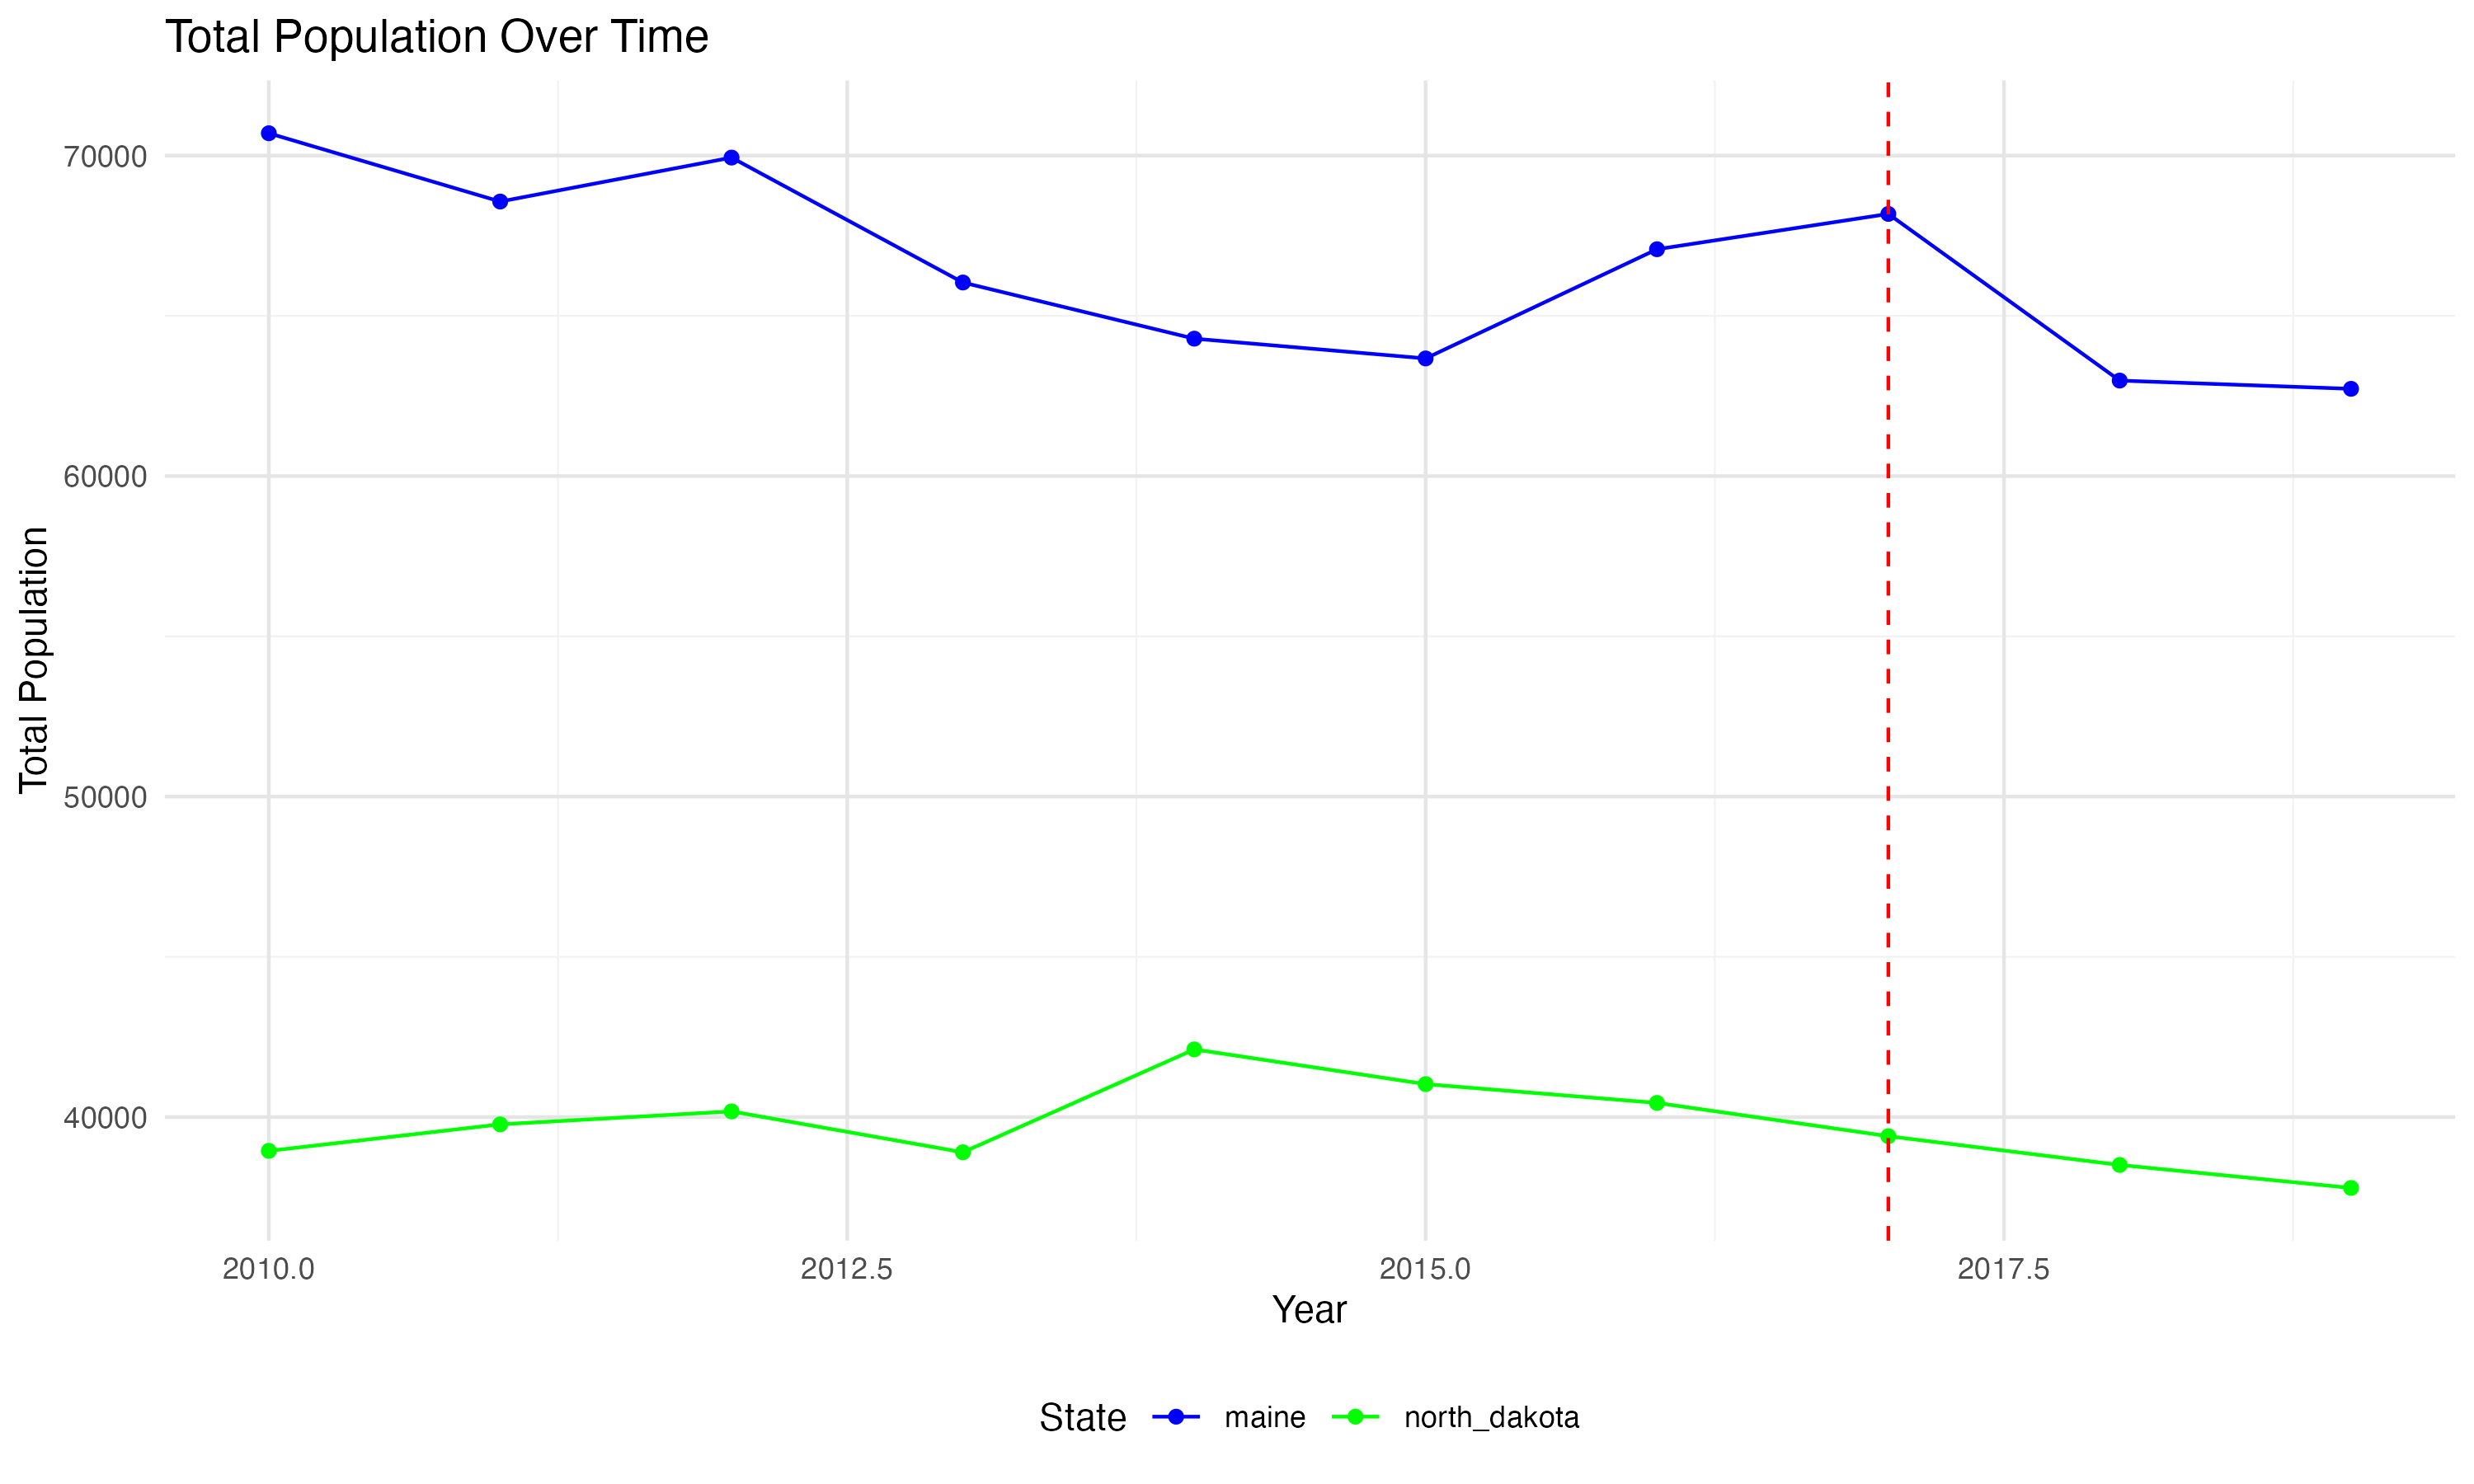 Total Population Over Time
Total Population
70000
60000
50000
40000
2010.0 2012.5 2015.0 2017.5
Year
State maine north_dakota